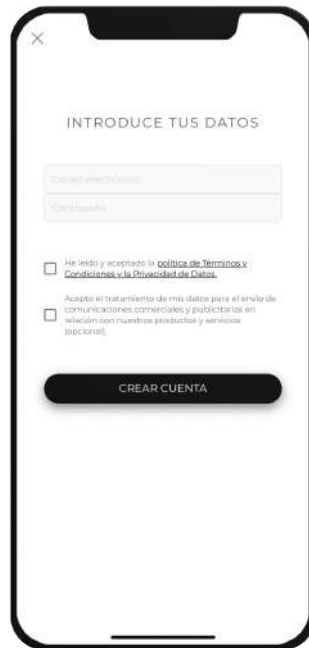 INTRODUCE TUS DATOS
Correo electrónico
Contraseña
He leído y aceptado la política de Términos y
Condiciones y la Privacidad de Datos.
Acepto el tratamiento de mis datos para el envío de
comunicaciones comerciales y publicitarias en
relación con nuestros productos y servicios
(opcional).
CREAR CUENTA